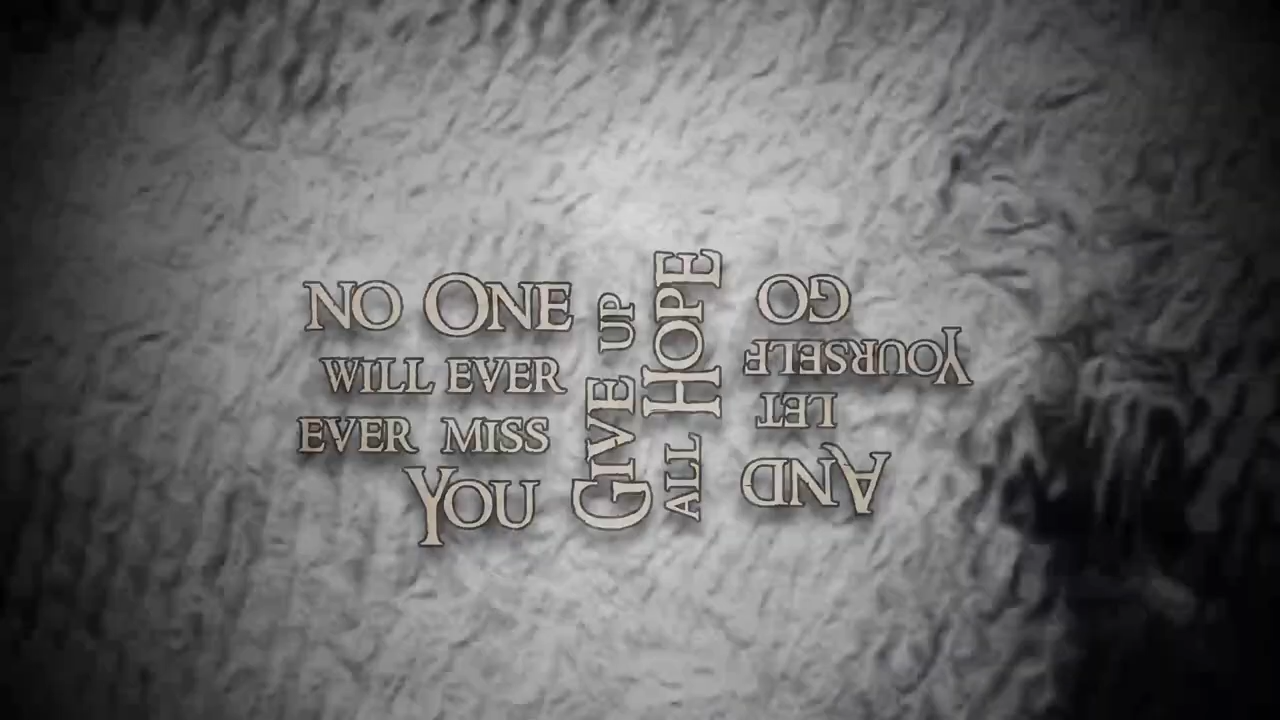 NO ONE
WILL EVER
EVER MISS
YOU
GIVE UP
ALL HOPE
AND
LET
YOURSELF
GO